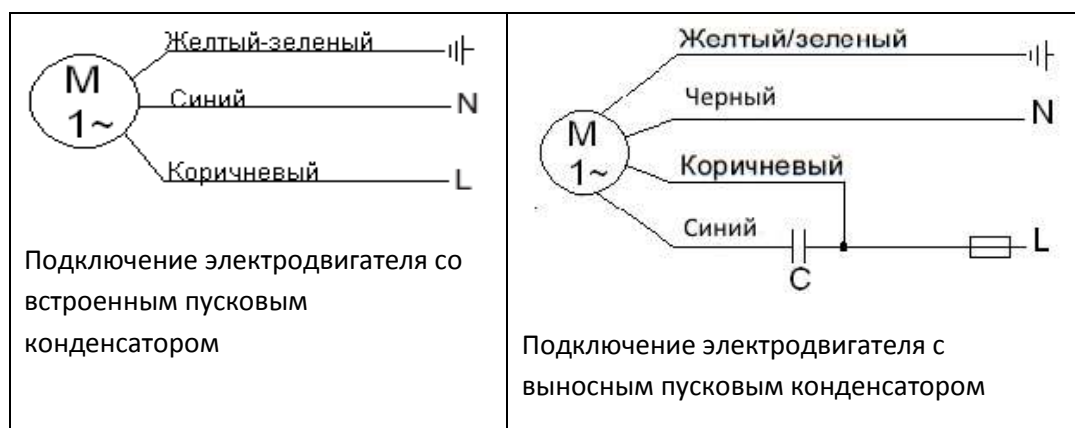 Желтый-зеленый
М
1~
Синий
N
Коричневый
L
Подключение электродвигателя со
встроенным пусковым
конденсатором
Желтый/зеленый
Черный
N
М
1~
Коричневый
Синий
L
C
Подключение электродвигателя с
выносным пусковым конденсатором